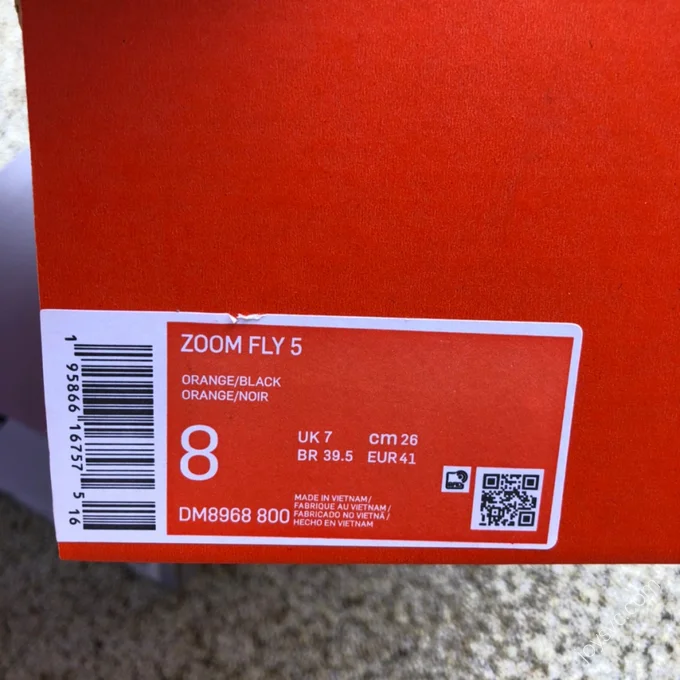 ZOOM FLY 5
ORANGE/BLACK
ORANGE/NOIR
8
UK 7 cm 26
BR 39.5 EUR 41
DM8968 800
MADE IN VIETNAM/
FABRIQUE AU VIETNAM/
FABRICADO NO VIETNÃ/
HECHO EN VIETNAM
1 95866 16757 5 16